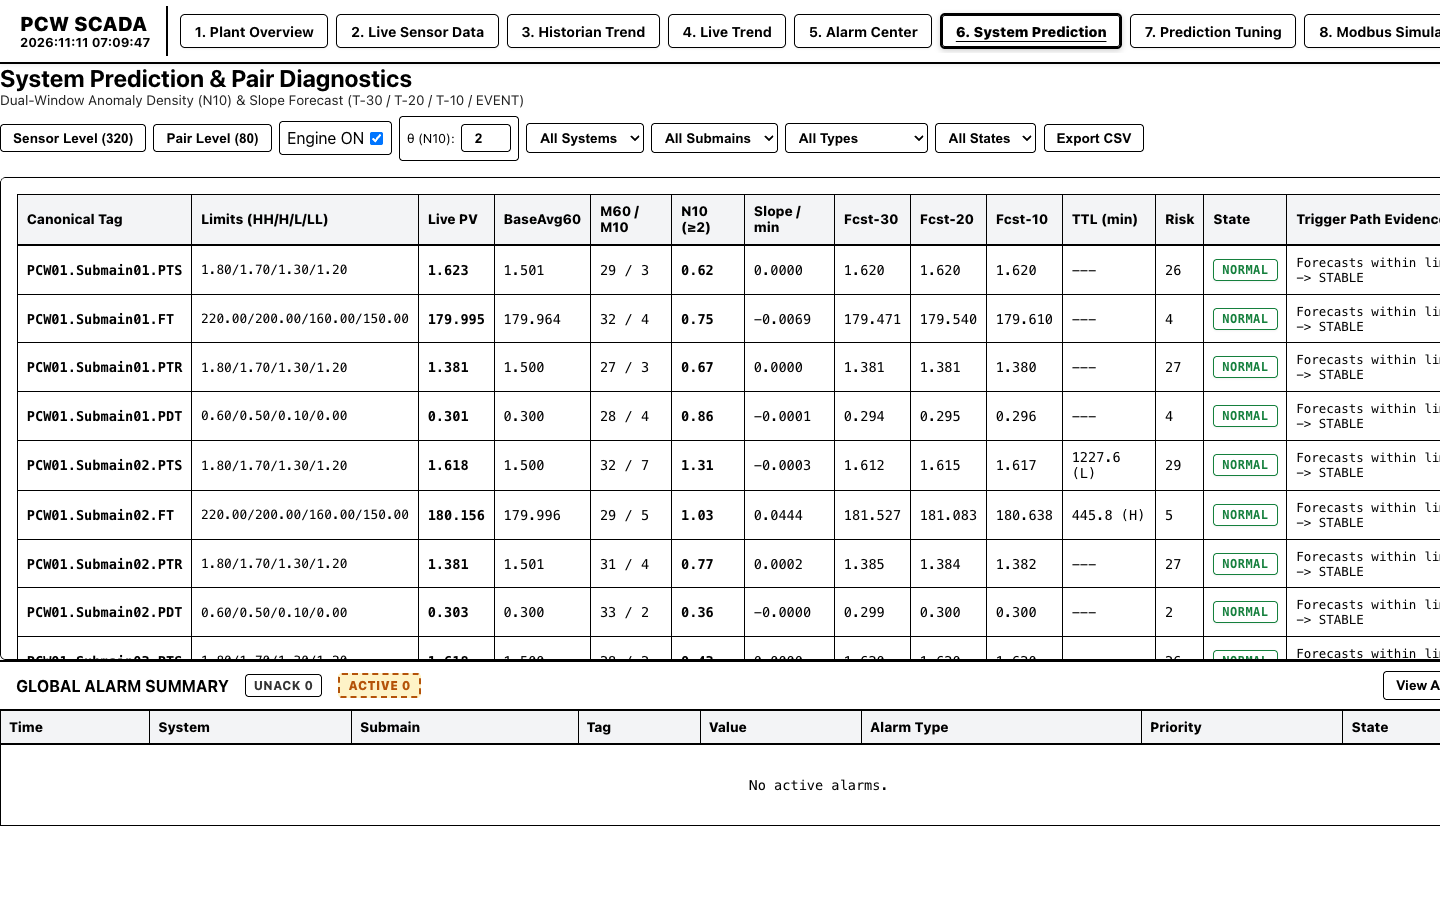 PCW SCADA
2026:11:11 07:09:47
1. Plant Overview
2. Live Sensor Data
3. Historian Trend
4. Live Trend
5. Alarm Center
6. System Prediction
7. Prediction Tuning
8. Modbus Simula
System Prediction & Pair Diagnostics
Dual-Window Anomaly Density (N10) & Slope Forecast (T-30 / T-20 / T-10 / EVENT)
Sensor Level (320) Pair Level (80) Engine ON θ (N10): 2 All Systems All Submains All Types All States Export CSV
Canonical Tag Limits (HH/H/L/LL) Live PV BaseAvg60 M60 / M10 N10 (≥2) Slope / min Fcst-30 Fcst-20 Fcst-10 TTL (min) Risk State Trigger Path Evidenc
PCW01.Submain01.PTS 1.80/1.70/1.30/1.20 1.623 1.501 29 / 3 0.62 0.0000 1.620 1.620 1.620 --- 26 NORMAL Forecasts within li
-> STABLE
PCW01.Submain01.FT 220.00/200.00/160.00/150.00 179.995 179.964 32 / 4 0.75 -0.0069 179.471 179.540 179.610 --- 4 NORMAL Forecasts within li
-> STABLE
PCW01.Submain01.PTR 1.80/1.70/1.30/1.20 1.381 1.500 27 / 3 0.67 0.0000 1.381 1.381 1.380 --- 27 NORMAL Forecasts within li
-> STABLE
PCW01.Submain01.PDT 0.60/0.50/0.10/0.00 0.301 0.300 28 / 4 0.86 -0.0001 0.294 0.295 0.296 --- 4 NORMAL Forecasts within li
-> STABLE
PCW01.Submain02.PTS 1.80/1.70/1.30/1.20 1.618 1.500 32 / 7 1.31 -0.0003 1.612 1.615 1.617 1227.6 (L) 29 NORMAL Forecasts within li
-> STABLE
PCW01.Submain02.FT 220.00/200.00/160.00/150.00 180.156 179.996 29 / 5 1.03 0.0444 181.527 181.083 180.638 445.8 (H) 5 NORMAL Forecasts within li
-> STABLE
PCW01.Submain02.PTR 1.80/1.70/1.30/1.20 1.381 1.501 31 / 4 0.77 0.0002 1.385 1.384 1.382 --- 27 NORMAL Forecasts within li
-> STABLE
PCW01.Submain02.PDT 0.60/0.50/0.10/0.00 0.303 0.300 33 / 2 0.36 -0.0000 0.299 0.300 0.300 --- 2 NORMAL Forecasts within li
-> STABLE
Forecasts within li
GLOBAL ALARM SUMMARY UNACK 0 ACTIVE 0 View A
Time System Submain Tag Value Alarm Type Priority State
No active alarms.